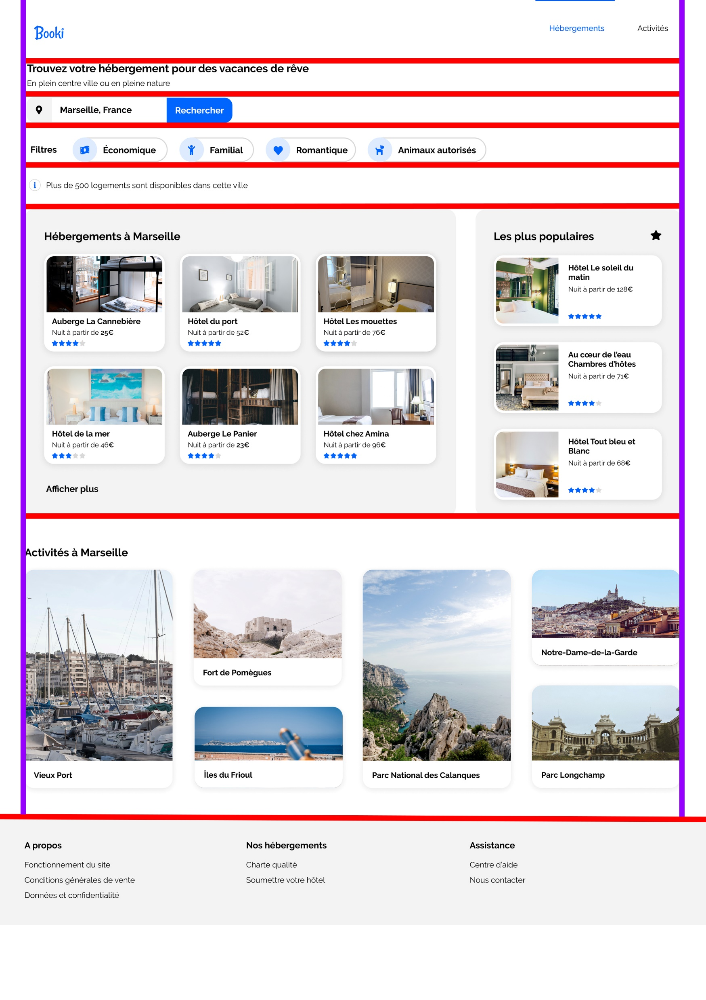 Booki
Hébergements
Activités
Trouvez votre hébergement pour des vacances de rêve
En plein centre ville ou en pleine nature
Marseille, France
Rechercher
Filtres
Économique
Familial
Romantique
Animaux autorisés
Plus de 500 logements sont disponibles dans cette ville
Hébergements à Marseille
Auberge La Cannebière
Nuit à partir de 25€
Hôtel du port
Nuit à partir de 52€
Hôtel Les mouettes
Nuit à partir de 76€
Hôtel de la mer
Nuit à partir de 46€
Auberge Le Panier
Nuit à partir de 23€
Hôtel chez Amina
Nuit à partir de 96€
Afficher plus
Les plus populaires
Hôtel Le soleil du
matin
Nuit à partir de 128€
Au cœur de l'eau
Chambres d'hôtes
Nuit à partir de 71€
Hôtel Tout bleu et
Blanc
Nuit à partir de 68€
Activités à Marseille
Vieux Port
Fort de Pomègues
Îles du Frioul
Parc National des Calanques
Notre-Dame-de-la-Garde
Parc Longchamp
A propos
Fonctionnement du site
Conditions générales de vente
Données et confidentialité
Nos hébergements
Charte qualité
Soumettre votre hôtel
Assistance
Centre d'aide
Nous contacter